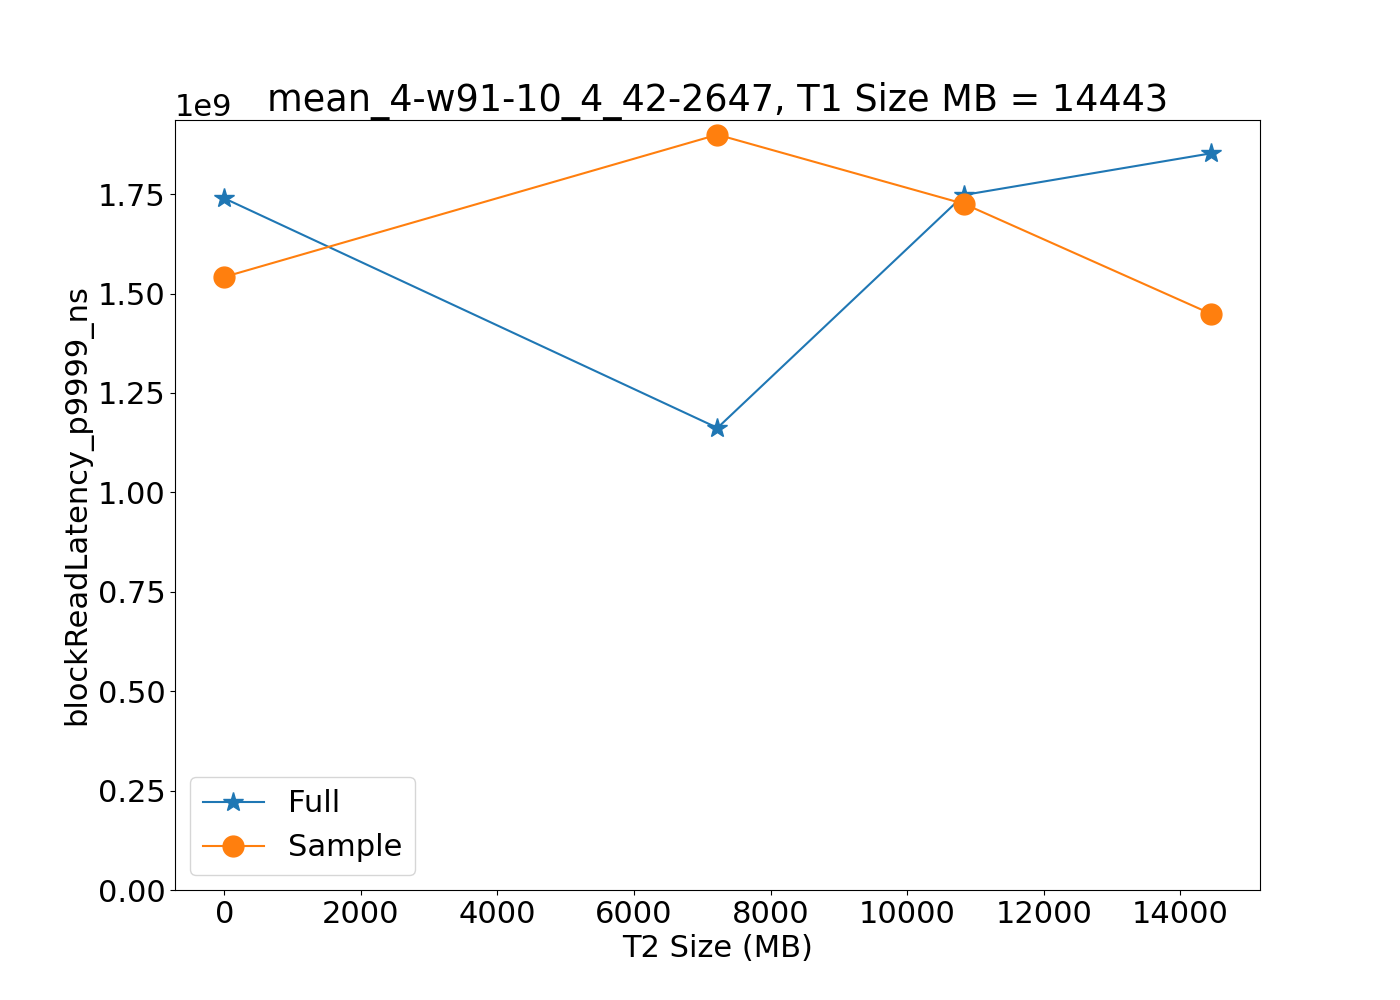 mean_4-w91-10_4_42-2647, T1 Size MB = 14443
1e9
1.75
1.50
1.25
1.00
0.75
0.50
0.25
0.00
blockReadLatency_p9999_ns
Full
Sample
0 2000 4000 6000 8000 10000 12000 14000
T2 Size (MB)